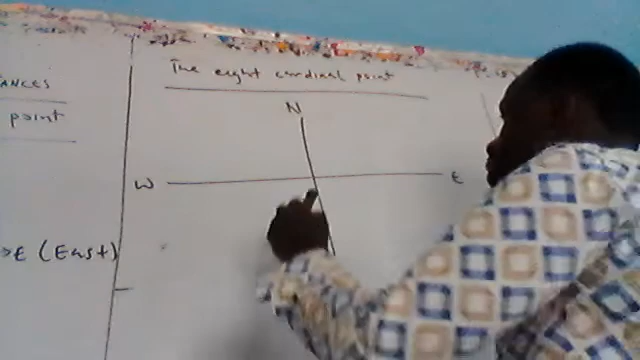 ANCES
point
E (East)
The eight cardinal point
N
W
E